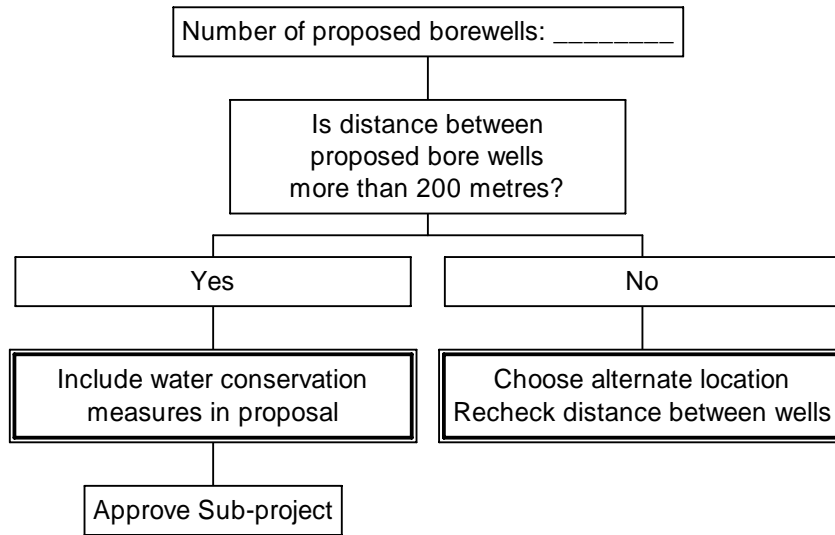 Number of proposed borewells: ________
Is distance between
proposed bore wells
more than 200 metres?
Yes
No
Include water conservation
measures in proposal
Choose alternate location
Recheck distance between wells
Approve Sub-project